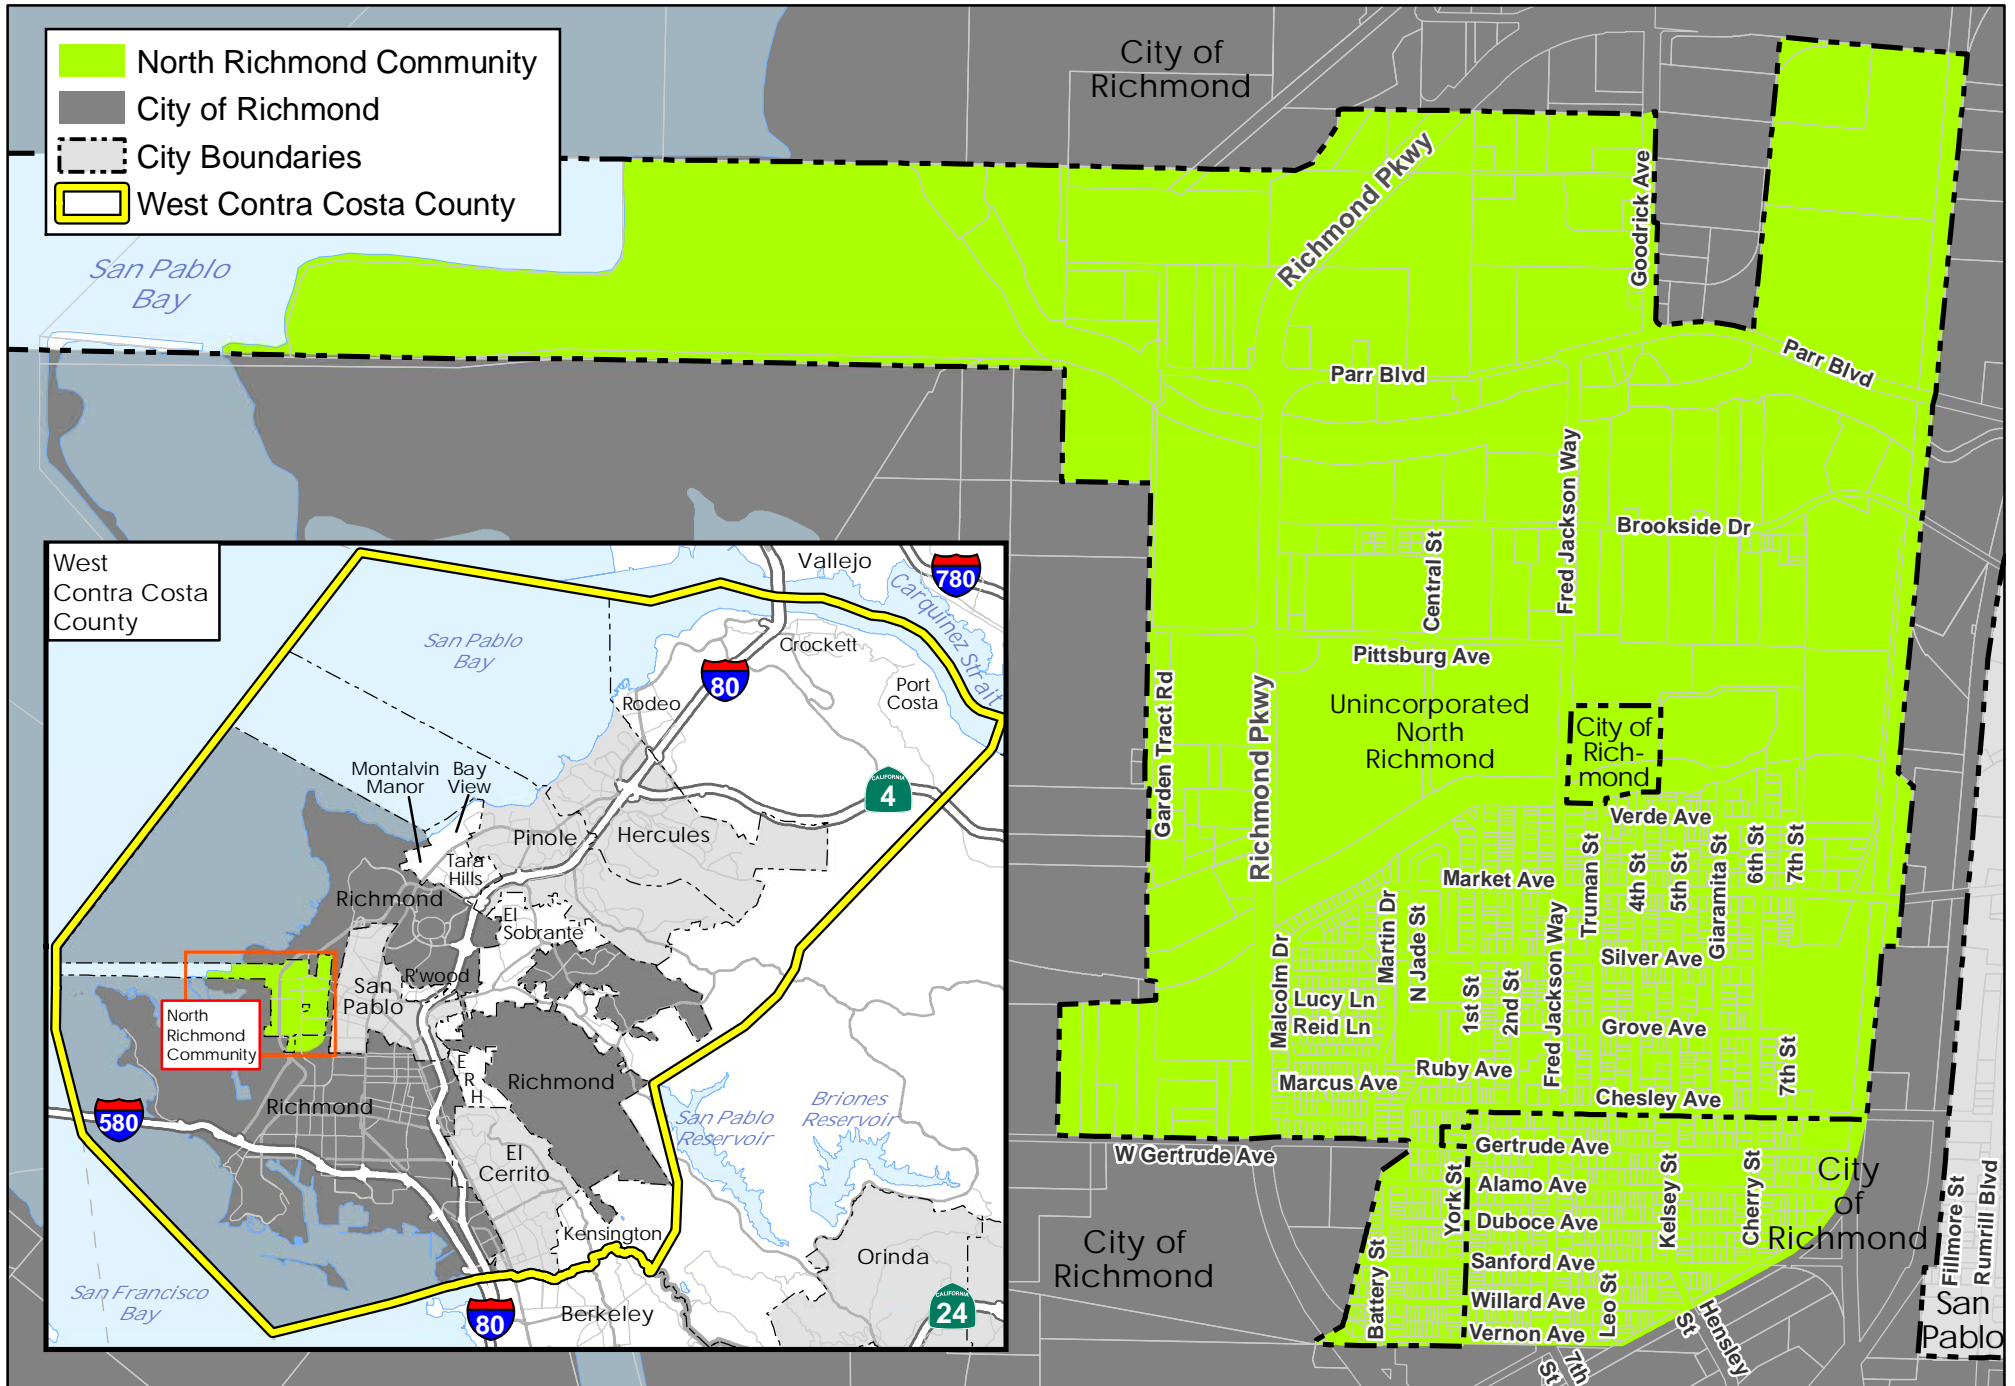 North Richmond Community
City of Richmond
City Boundaries
West Contra Costa County
City of
Richmond
San Pablo
Bay
Richmond Pkwy
Goodrick Ave
Parr Blvd
Parr Blvd
Fred Jackson Way
Brookside Dr
Central St
Pittsburg Ave
Garden Tract Rd
Richmond Pkwy
Unincorporated
North
Richmond
City of
Rich-
mond
Verde Ave
Truman St
4th St
5th St
Giaramita St
6th St
7th St
Market Ave
Martin Dr
N Jade St
Fred Jackson Way
Silver Ave
Malcolm Dr
Lucy Ln
Reid Ln
1st St
2nd St
Grove Ave
Marcus Ave
Ruby Ave
7th St
Chesley Ave
W Gertrude Ave
Gertrude Ave
York St
Alamo Ave
Kelsey St
Cherry St
Duboce Ave
City
of
Richmond
Battery St
Sanford Ave
Willard Ave
Leo St
Vernon Ave
Hensley
St
7th
St
City of
Richmond
Fillmore St
Rumrill Blvd
San
Pablo
West
Contra Costa
County
Vallejo
780
Carquinez Strait
San Pablo
Bay
Crockett
80
Port
Costa
Rodeo
Montalvin
Manor
Bay
View
CALIFORNIA
4
Pinole
Hercules
Tara
Hills
Richmond
El
Sobrante
R'wood
San
Pablo
North
Richmond
Community
E
R
H
Richmond
Richmond
580
San Pablo
Reservoir
Briones
Reservoir
El
Cerrito
Kensington
Orinda
San Francisco
Bay
80
Berkeley
CALIFORNIA
24